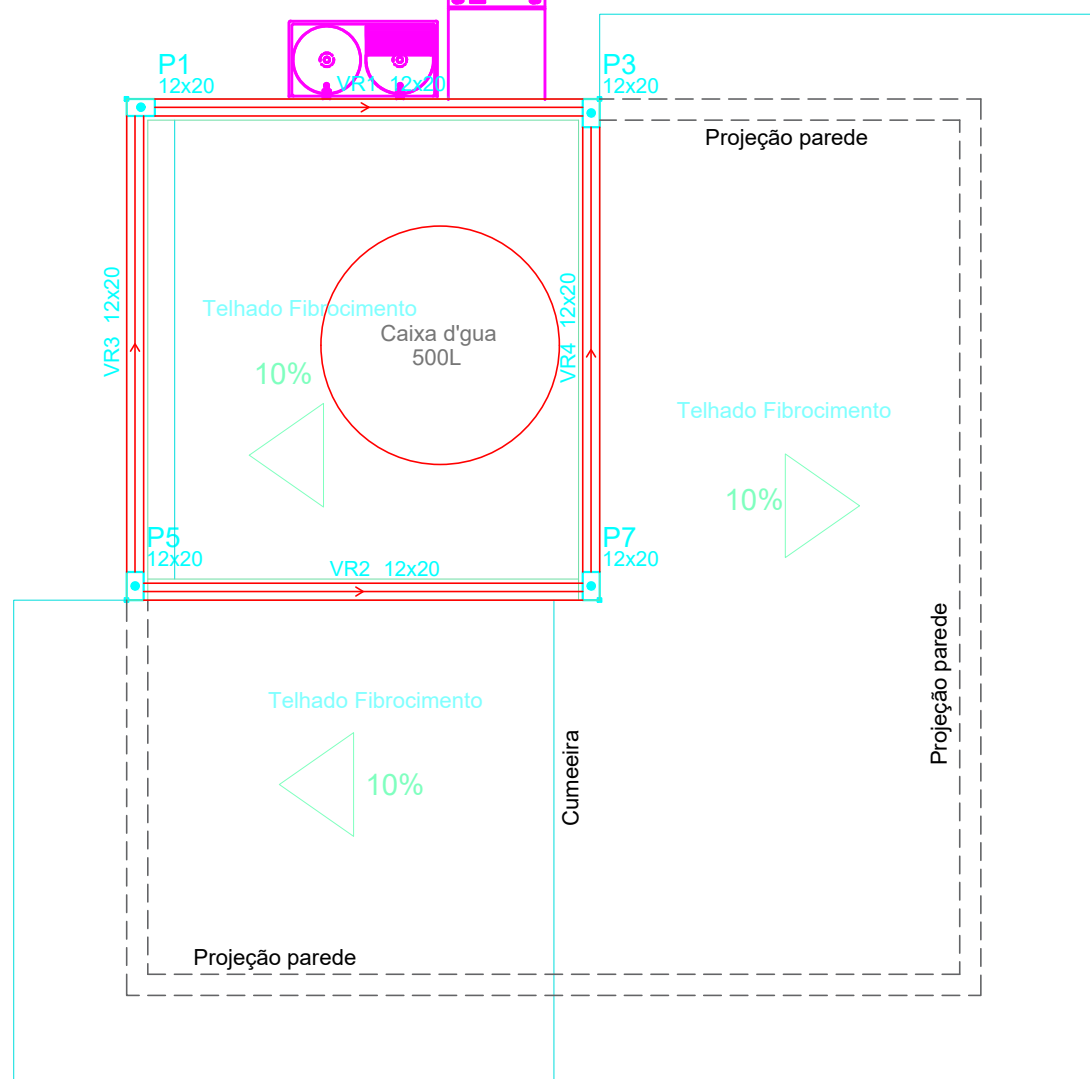 P1
12x20
VR1 12x20
P3
12x20
Projeção parede
VR3 12x20
Telhado Fibrocimento
10%
Caixa d'gua
500L
VR4 12x20
Telhado Fibrocimento
10%
P5
12x20
VR2 12x20
P7
12x20
Projeção parede
Telhado Fibrocimento
10%
Cumeeira
Projeção parede